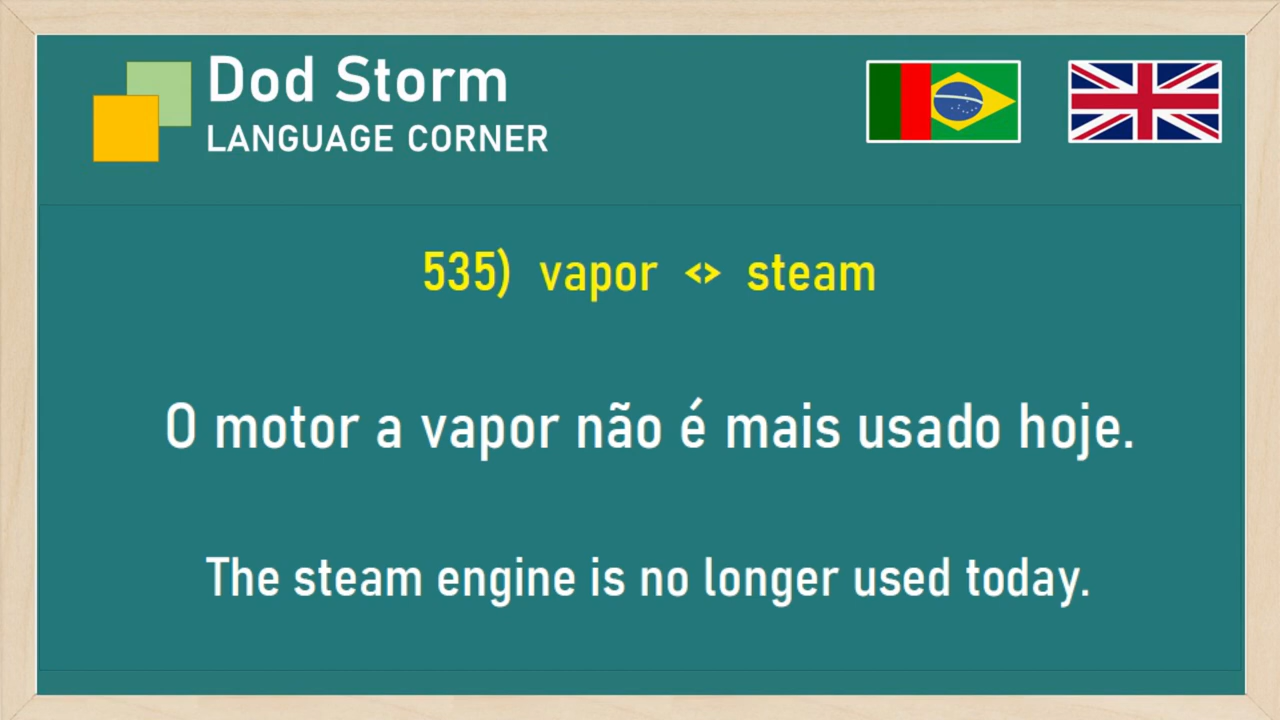 Dod Storm
LANGUAGE CORNER
535) vapor <> steam
O motor a vapor não é mais usado hoje.
The steam engine is no longer used today.